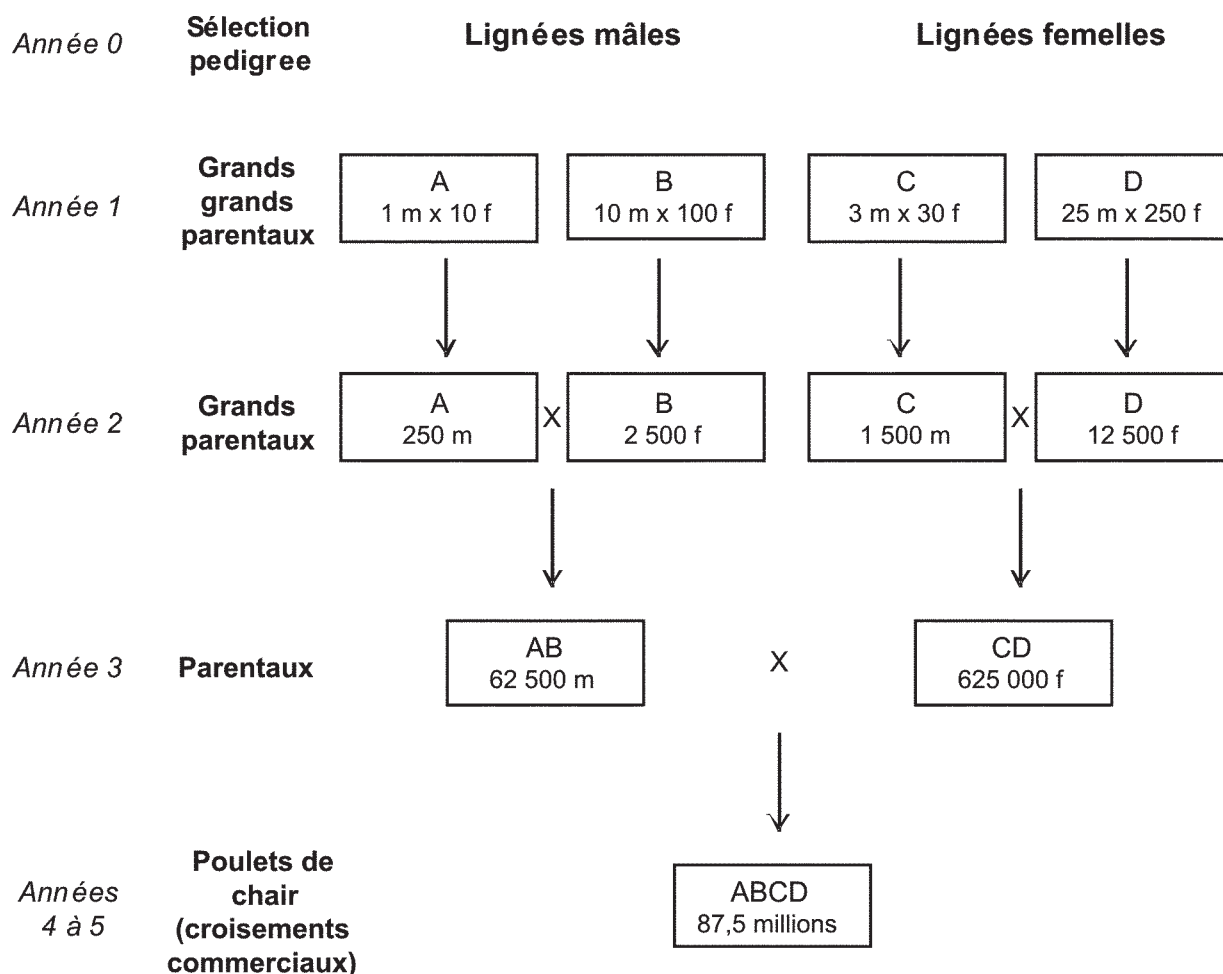 Année 0
Sélection
pedigree
Lignées mâles
Lignées femelles
Année 1
Grands
grands
parentaux
A
1 m x 10 f
B
10 m x 100 f
C
3 m x 30 f
D
25 m x 250 f
Année 2
Grands
parentaux
A
250 m
X
B
2 500 f
C
1 500 m
X
D
12 500 f
Année 3
Parentaux
AB
62 500 m
X
CD
625 000 f
Années
4 à 5
Poulets de
chair
(croisements
commerciaux)
ABCD
87,5 millions